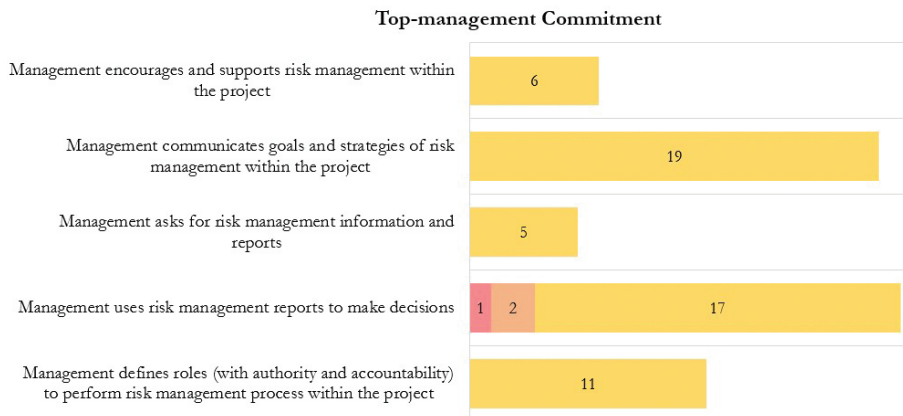 Top-management Commitment
Management encourages and supports risk management within
the project
6
Management communicates goals and strategies of risk
management within the project
19
Management asks for risk management information and
reports
5
Management uses risk management reports to make decisions
1 2 17
Management defines roles (with authority and accountability)
to perform risk management process within the project
11